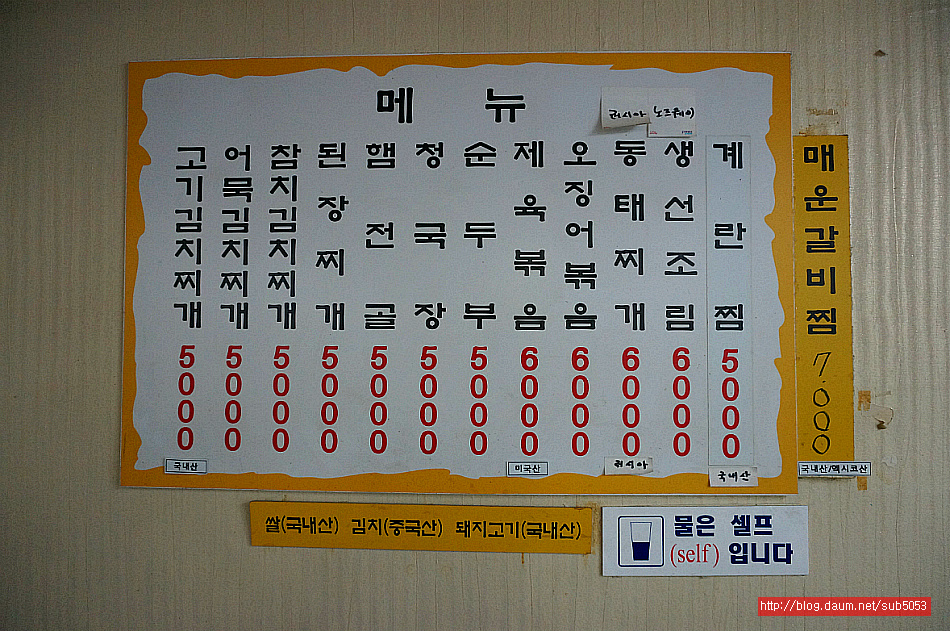 메 뉴
러시아 노르웨이
고기김치찌개 5000
어묵김치찌개 5000
참치김치찌개 5000
된장찌개 5000
햄전골 5000
청국장 5000
순두부 5000
제육볶음 6000
오징어볶음 6000
동태찌개 6000
생선조림 6000
계란찜 5000
매운갈비찜 7.000
국내산
미국산
러시아
국내산
국내산/멕시코산
쌀(국내산) 김치(중국산) 돼지고기(국내산)
물은 셀프
(self) 입니다
http://blog.daum.net/sub5053